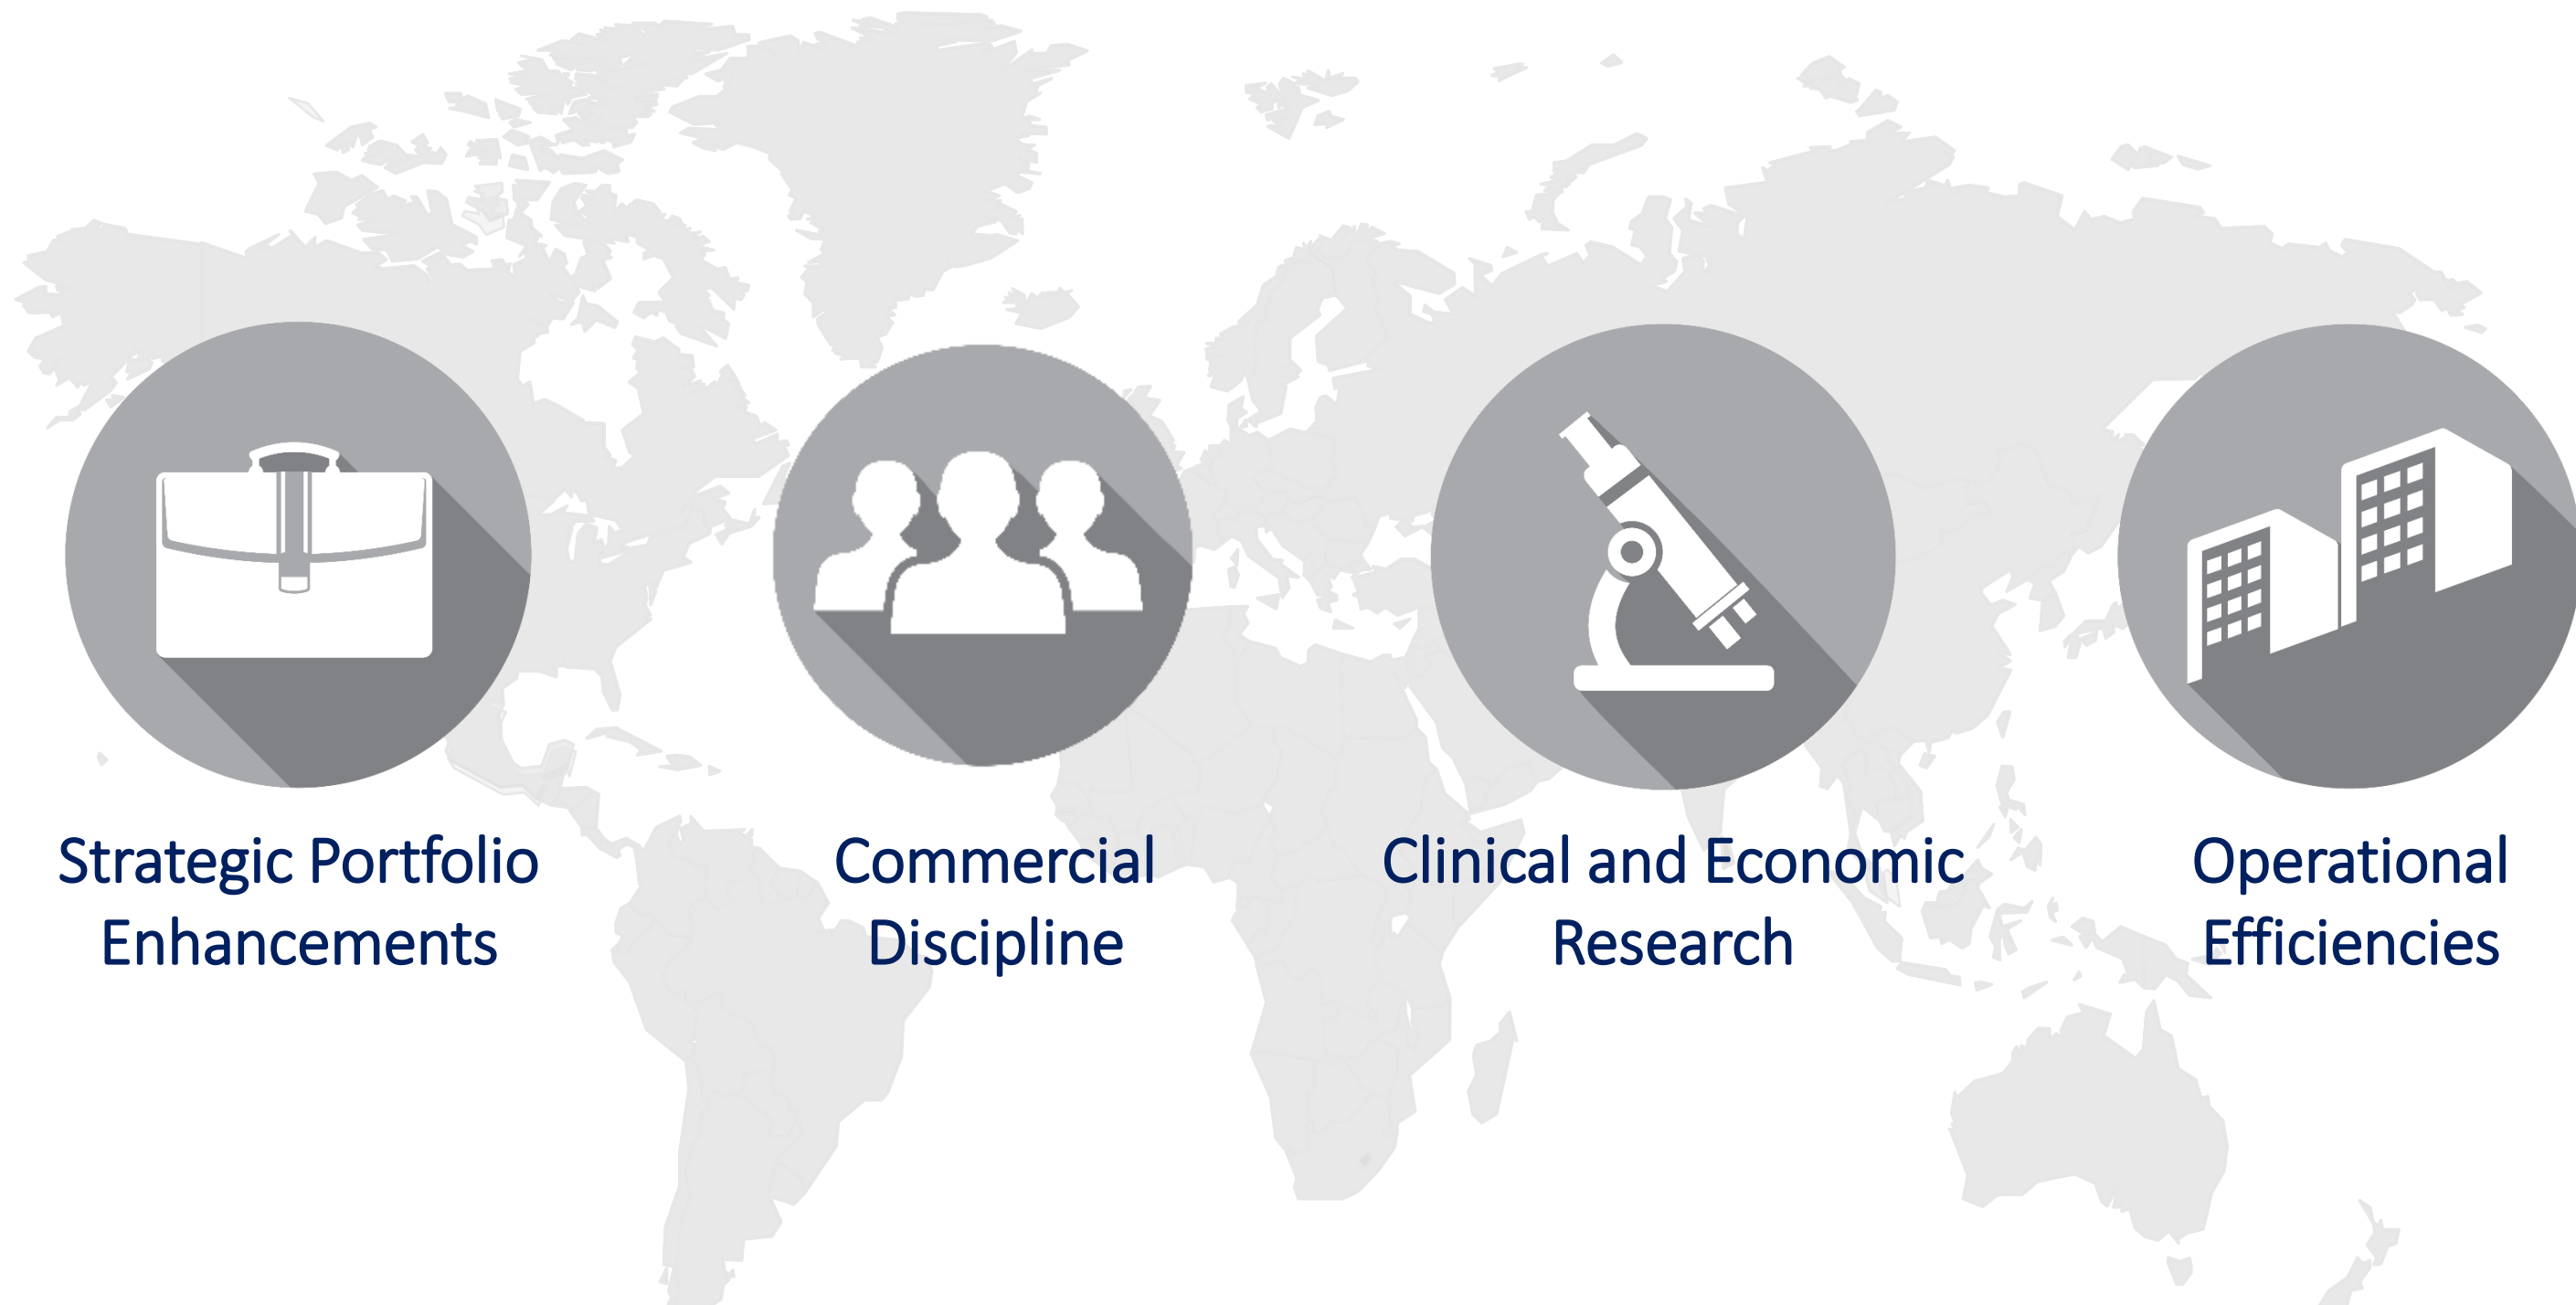 Strategic Portfolio
Enhancements
Commercial
Discipline
Clinical and Economic
Research
Operational
Efficiencies